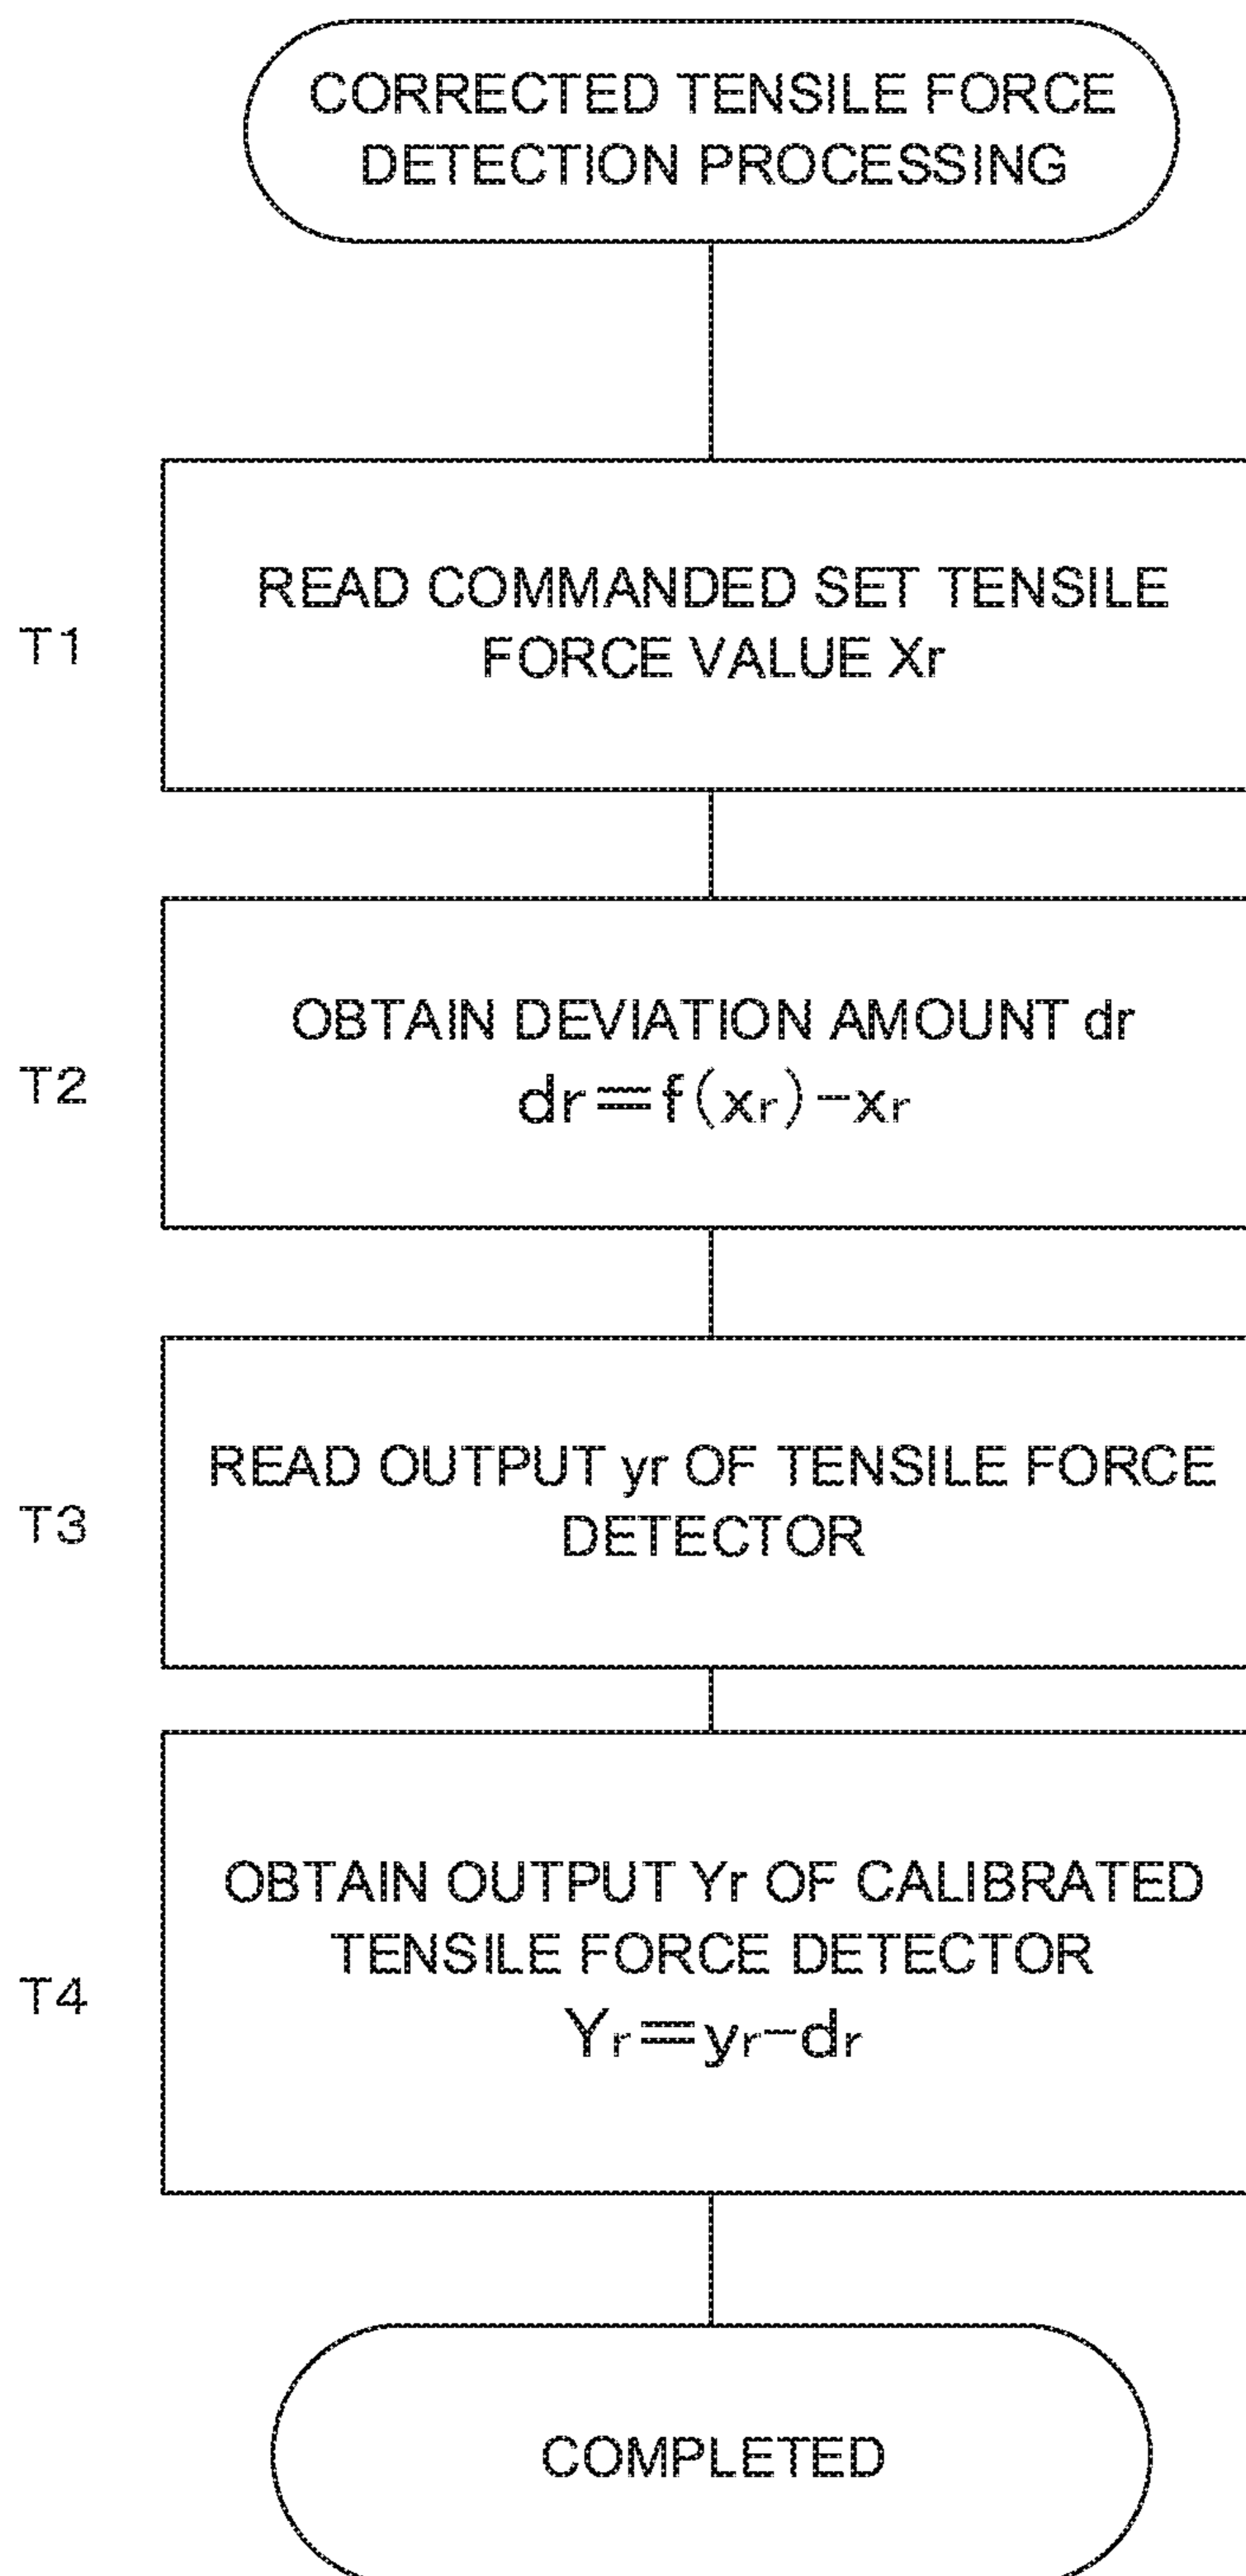 CORRECTED TENSILE FORCE
DETECTION PROCESSING
T1
READ COMMANDED SET TENSILE
FORCE VALUE Xr
T2
OBTAIN DEVIATION AMOUNT dr
dr=f(xr)-xr
T3
READ OUTPUT yr OF TENSILE FORCE
DETECTOR
T4
OBTAIN OUTPUT Yr OF CALIBRATED
TENSILE FORCE DETECTOR
Yr=yr-dr
COMPLETED